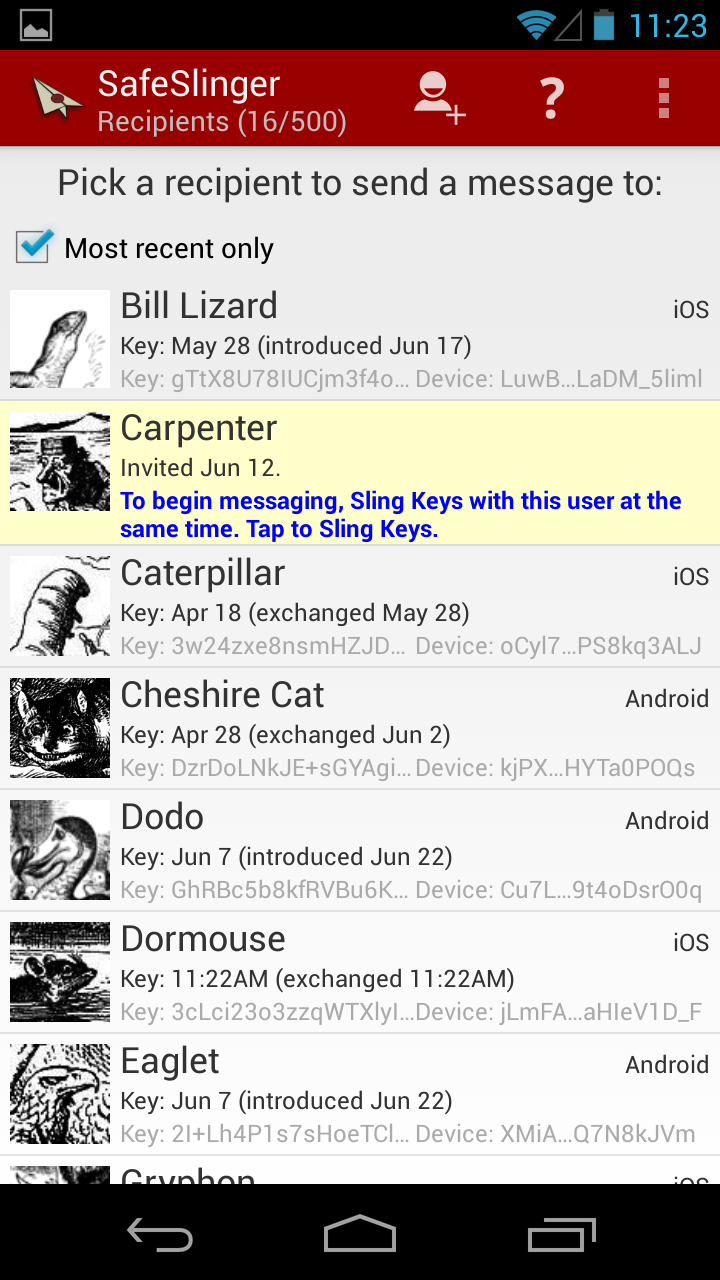 11:23
SafeSlinger
Recipients (16/500)
?
Pick a recipient to send a message to:
Most recent only
Bill Lizard
iOS
Key: May 28 (introduced Jun 17)
Key: gTtX8U78IUCjm3f4o... Device: LuwB...LaDM_5liml
Carpenter
Invited Jun 12.
To begin messaging, Sling Keys with this user at the
same time. Tap to Sling Keys.
Caterpillar
iOS
Key: Apr 18 (exchanged May 28)
Key: 3w24zxe8nsmHZJD... Device: oCyl7...PS8kq3ALJ
Cheshire Cat
Android
Key: Apr 28 (exchanged Jun 2)
Key: DzrDoLNkJE+sGYAgi... Device: kjPX...HYTa0POQs
Dodo
Android
Key: Jun 7 (introduced Jun 22)
Key: GhRBc5b8kfRVBu6K... Device: Cu7L...9t4oDsrO0q
Dormouse
iOS
Key: 11:22AM (exchanged 11:22AM)
Key: 3cLci23o3zzqWTXlyI... Device: jLmFA...aHIeV1D_F
Eaglet
Android
Key: Jun 7 (introduced Jun 22)
Key: 2I+Lh4P1s7sHoeTCl... Device: XMiA...Q7N8kJVm
Gryphon
iOS